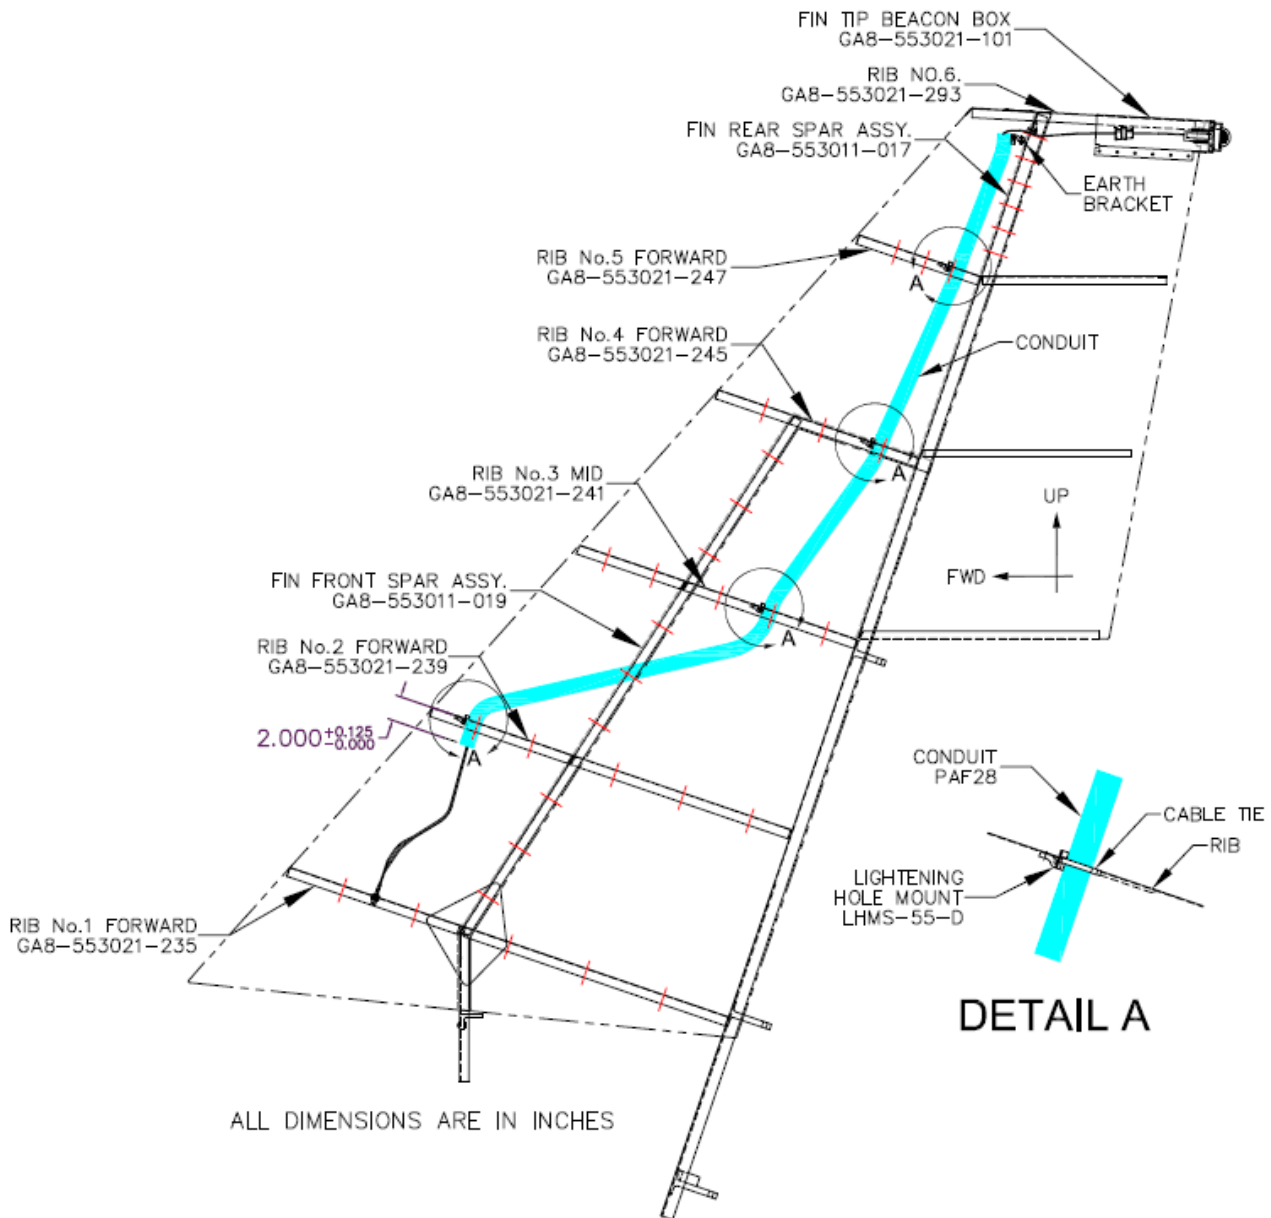 FIN TIP BEACON BOX
GA8-553021-101
RIB NO.6.
GA8-553021-293
FIN REAR SPAR ASSY.
GA8-553011-017
EARTH
BRACKET
RIB No.5 FORWARD
GA8-553021-247
A
RIB No.4 FORWARD
GA8-553021-245
CONDUIT
A
RIB No.3 MID
GA8-553021-241
UP
FWD
FIN FRONT SPAR ASSY.
GA8-553011-019
A
RIB No.2 FORWARD
GA8-553021-239
2.000 +0.125
-0.000
A
CONDUIT
PAF28
CABLE TIE
RIB
LIGHTENING
HOLE MOUNT
LHMS-55-D
RIB No.1 FORWARD
GA8-553021-235
DETAIL A
ALL DIMENSIONS ARE IN INCHES